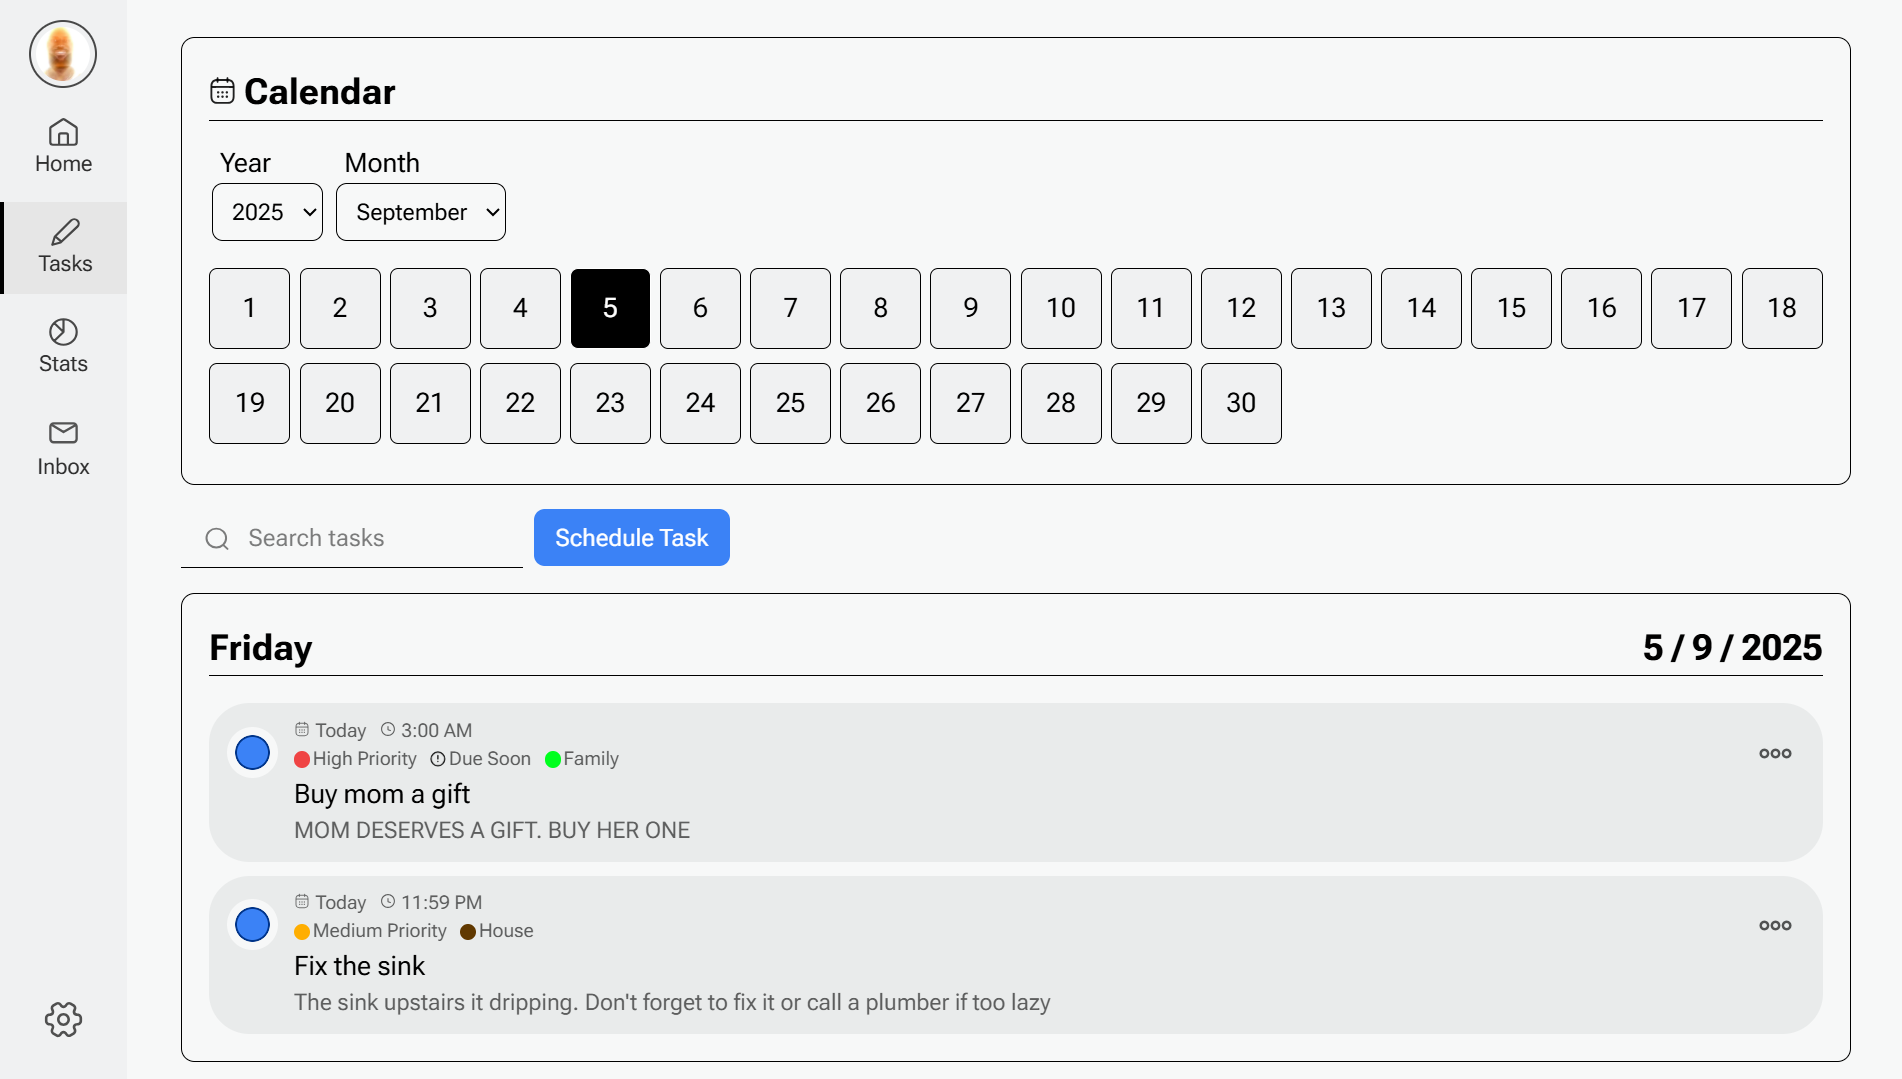 Home
Tasks
Stats
Inbox
Calendar
Year Month
2025 September
1 2 3 4 5 6 7 8 9 10 11 12 13 14 15 16 17 18
19 20 21 22 23 24 25 26 27 28 29 30
Search tasks Schedule Task
Friday 5 / 9 / 2025
Today 3:00 AM
High Priority Due Soon Family
Buy mom a gift
MOM DESERVES A GIFT. BUY HER ONE
Today 11:59 PM
Medium Priority House
Fix the sink
The sink upstairs it dripping. Don't forget to fix it or call a plumber if too lazy